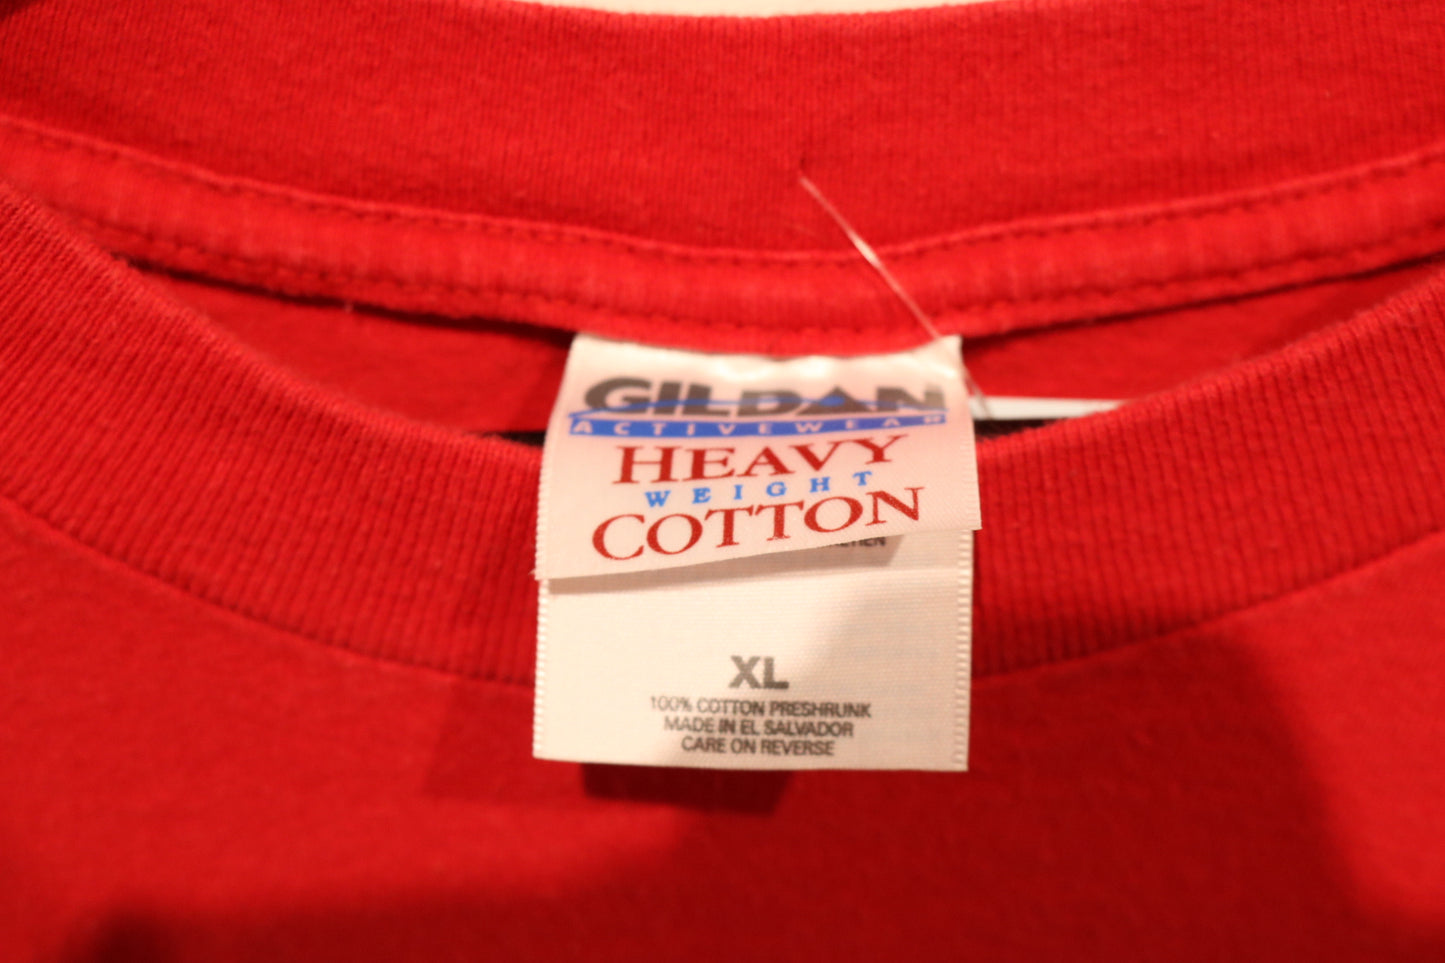 GILDAN
ACTIVEWEAR
HEAVY
WEIGHT
COTTON
XL
100% COTTON PRESHRUNK
MADE IN EL SALVADOR
CARE ON REVERSE